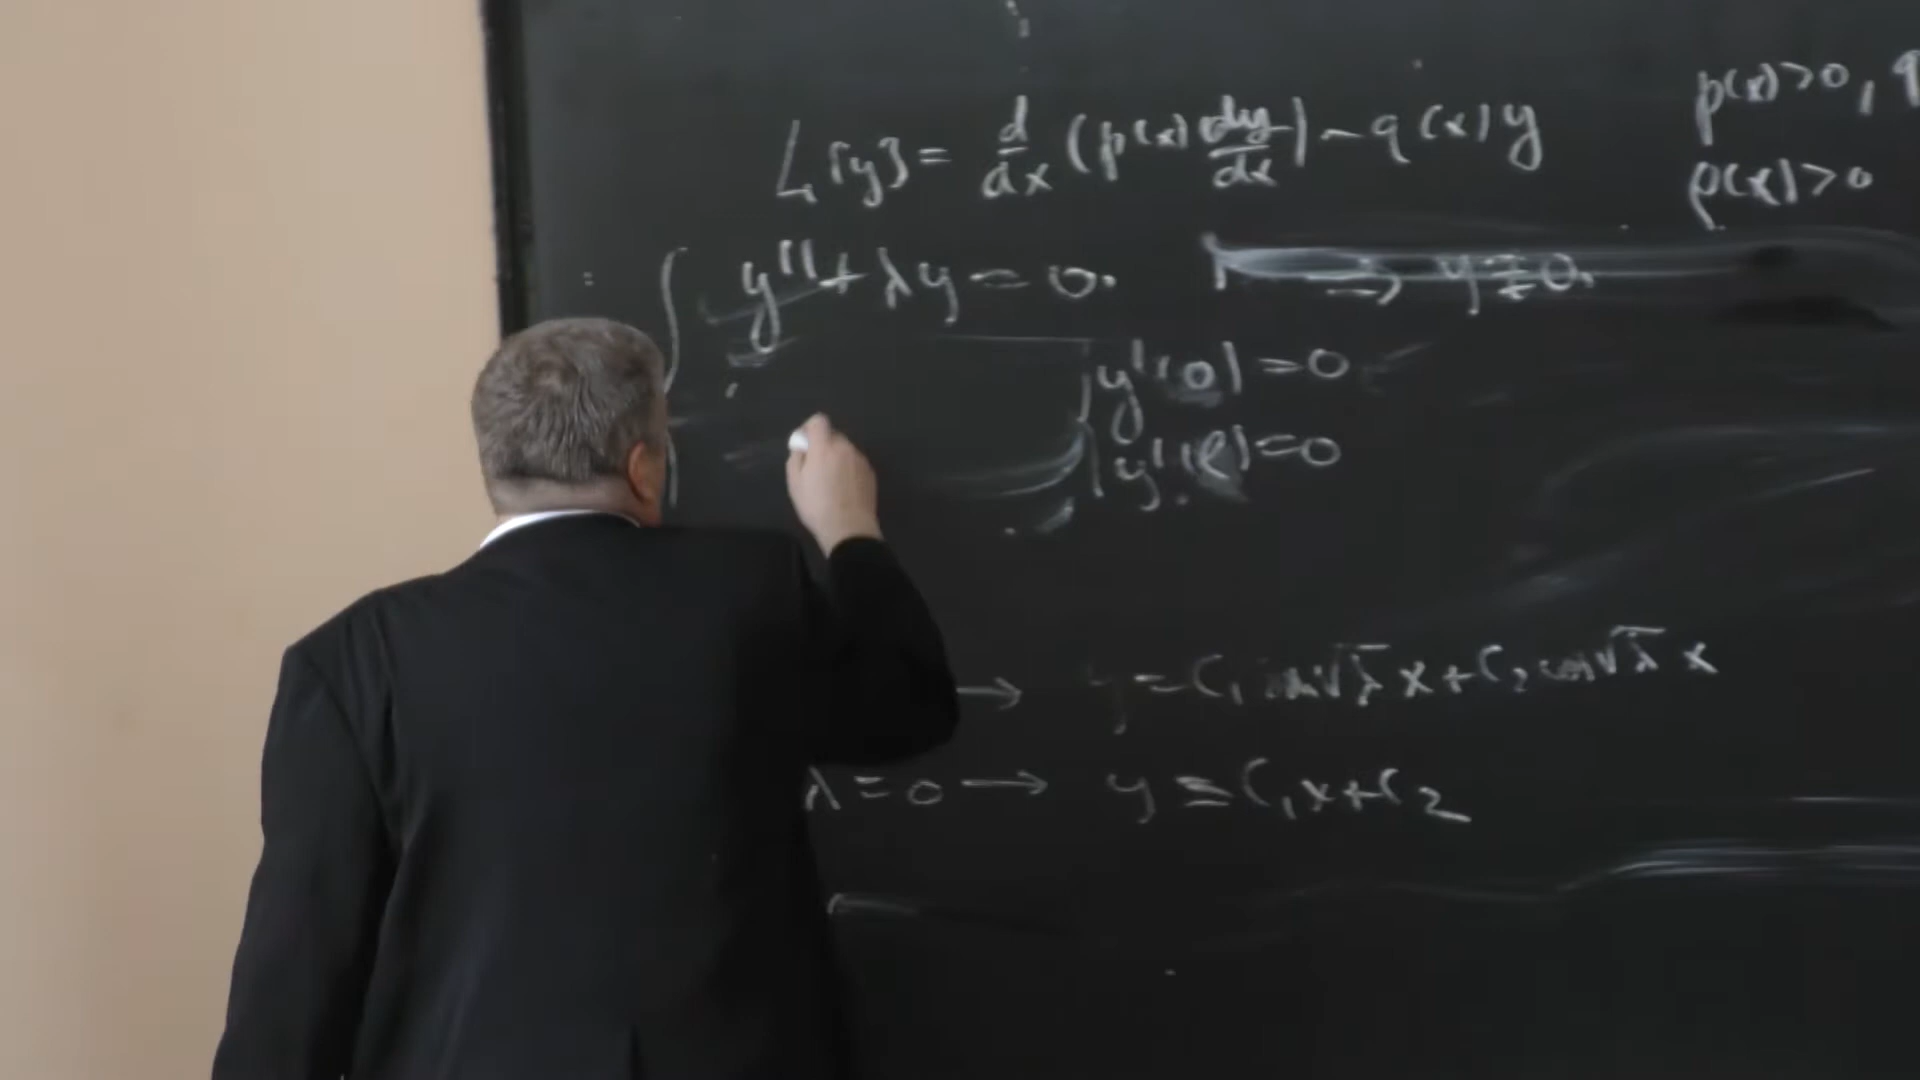 L[y] = d/dx (p(x) dy/dx) - q(x)y
p(x)>0, q
ρ(x)>0
y'' + λy = 0.
⇒ y≢0.
y'(0)=0
y'(ℓ)=0
→ y = C₁ sin√λ x + C₂ cos√λ x
λ=0 → y = C₁x + C₂